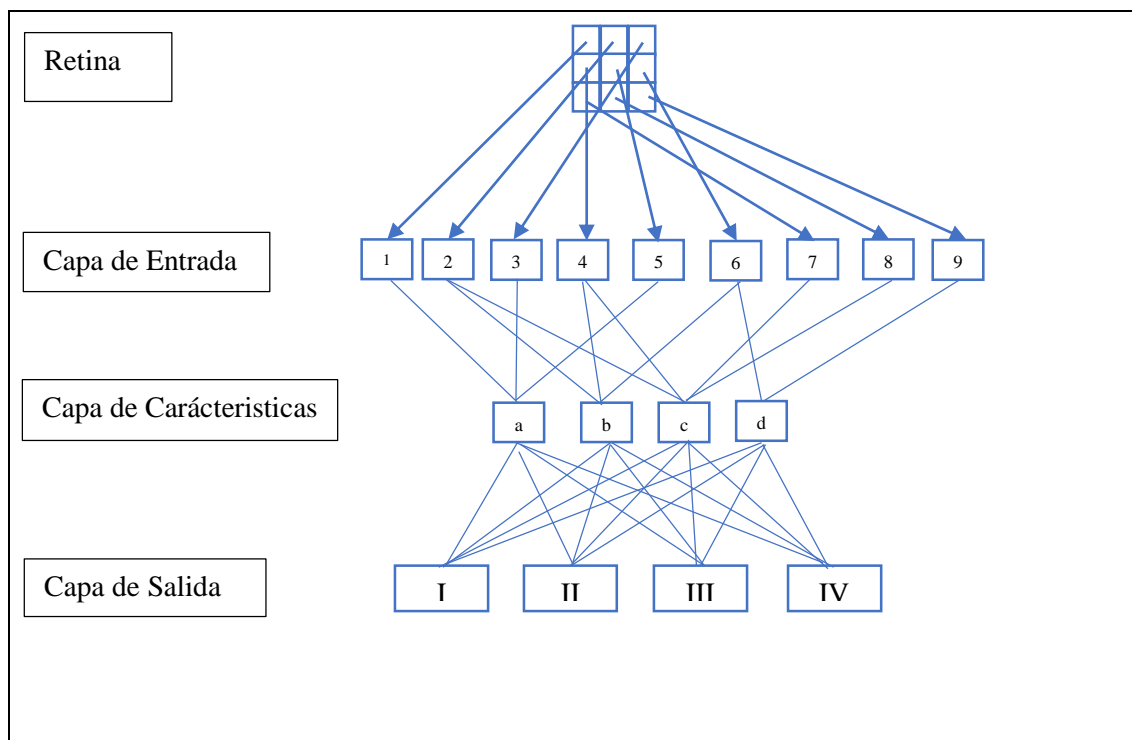 Retina
Capa de Entrada
1 2 3 4 5 6 7 8 9
Capa de Carácteristicas
a b c d
Capa de Salida
I II III IV